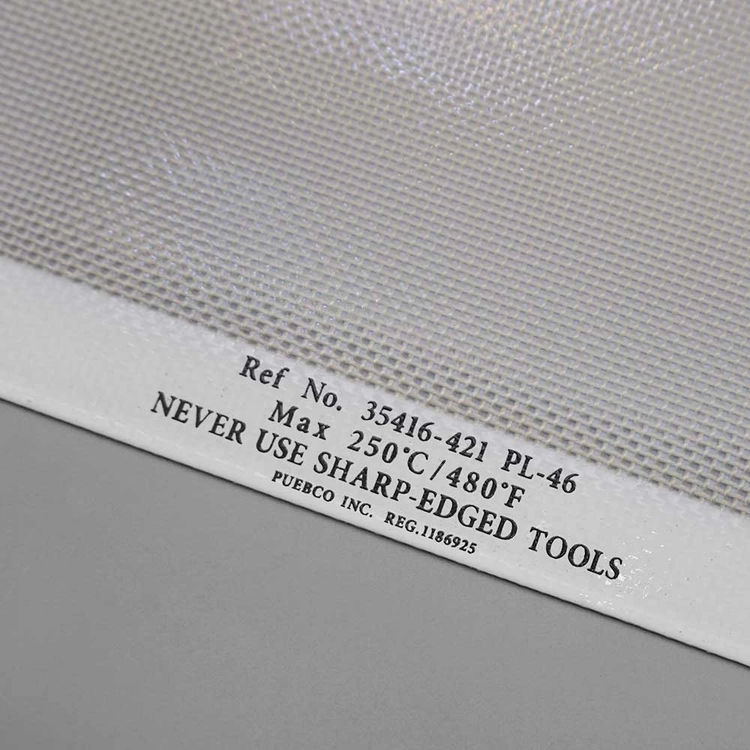 Ref No. 35416-421 PL-46
Max 250°C/480°F
NEVER USE SHARP-EDGED TOOLS
PUEBCO INC. REG.1186925